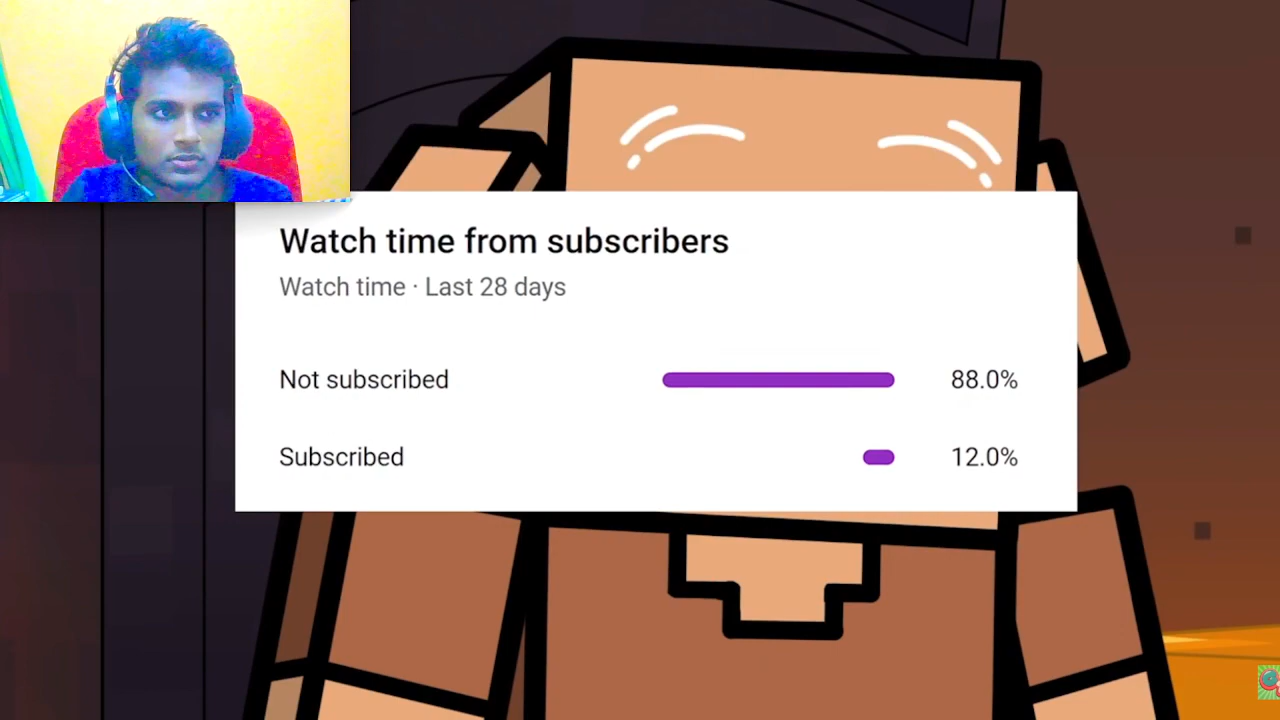 Watch time from subscribers
Watch time · Last 28 days
Not subscribed 88.0%
Subscribed 12.0%